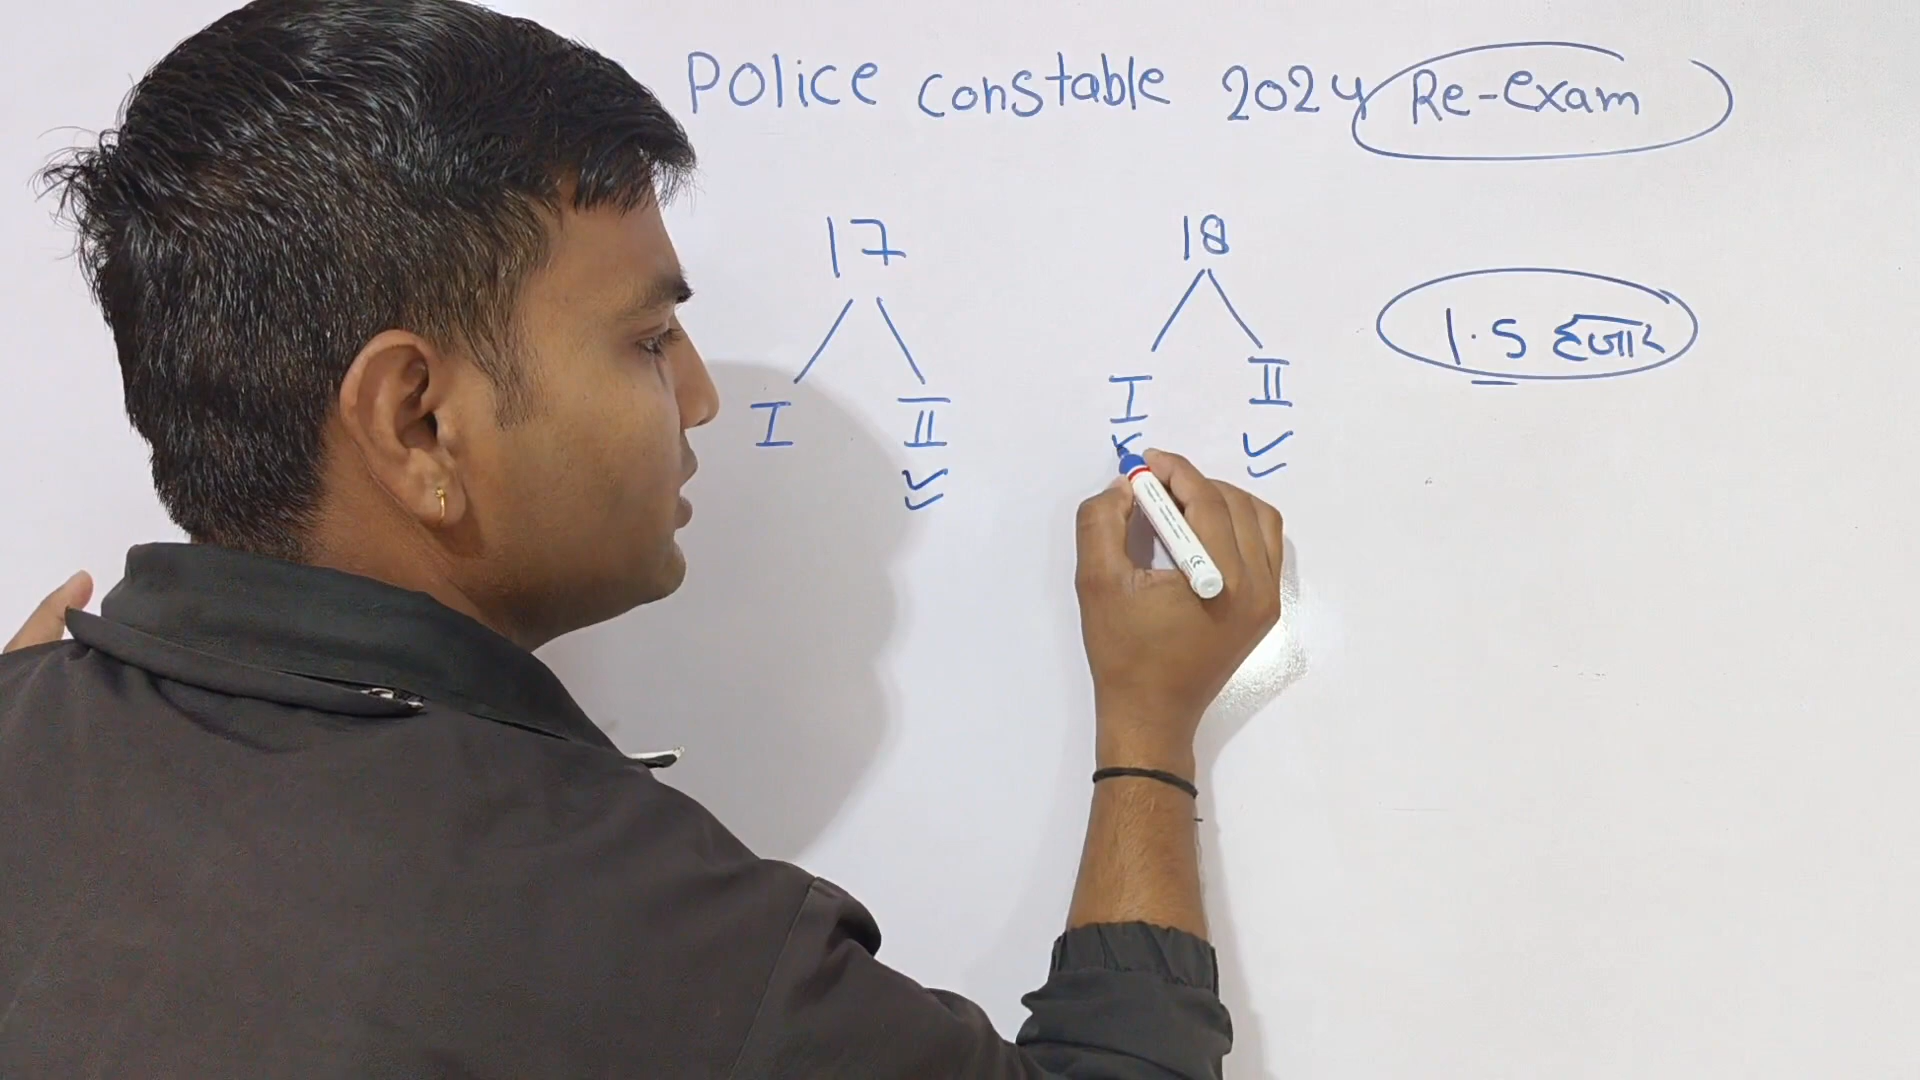 Police constable 2024 Re-exam
17 18
1.5 हजार
I II I II